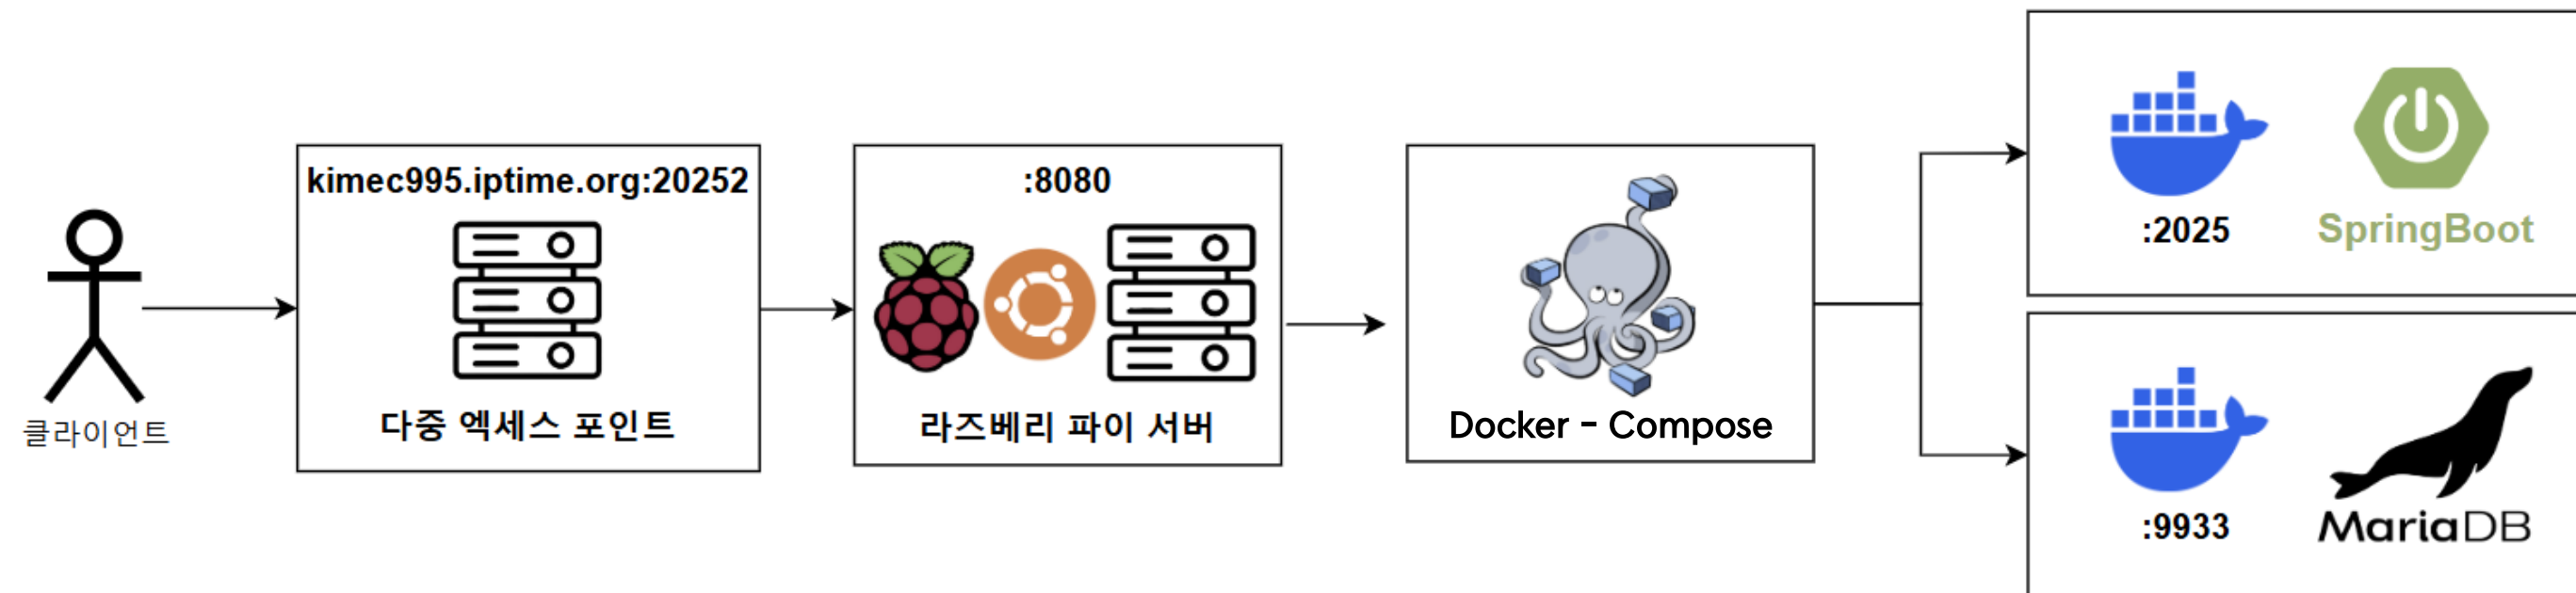 클라이언트
kimec995.iptime.org:20252
다중 엑세스 포인트
:8080
라즈베리 파이 서버
Docker - Compose
:2025
SpringBoot
:9933
MariaDB